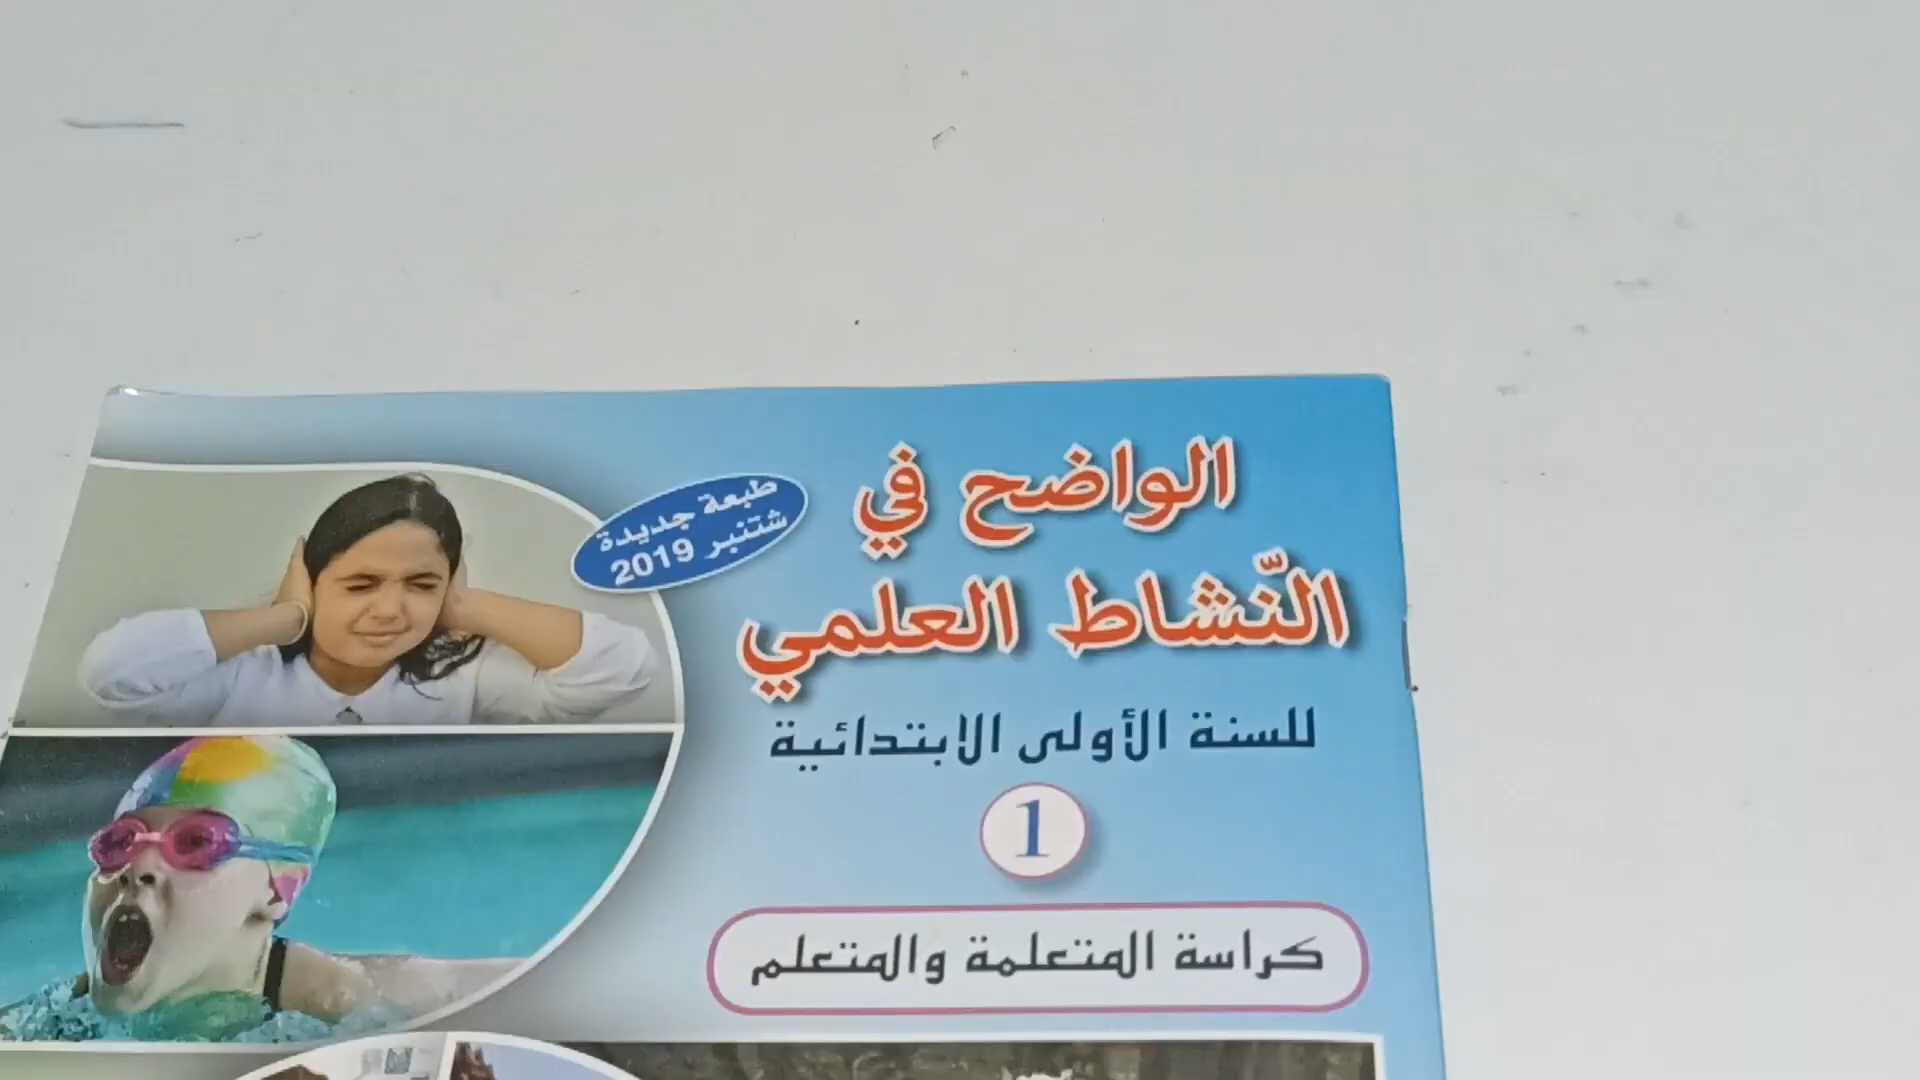 الواضح في
النّشاط العلمي
طبعة جديدة
شتنبر 2019
للسنة الأولى الابتدائية
1
كراسة المتعلمة والمتعلم